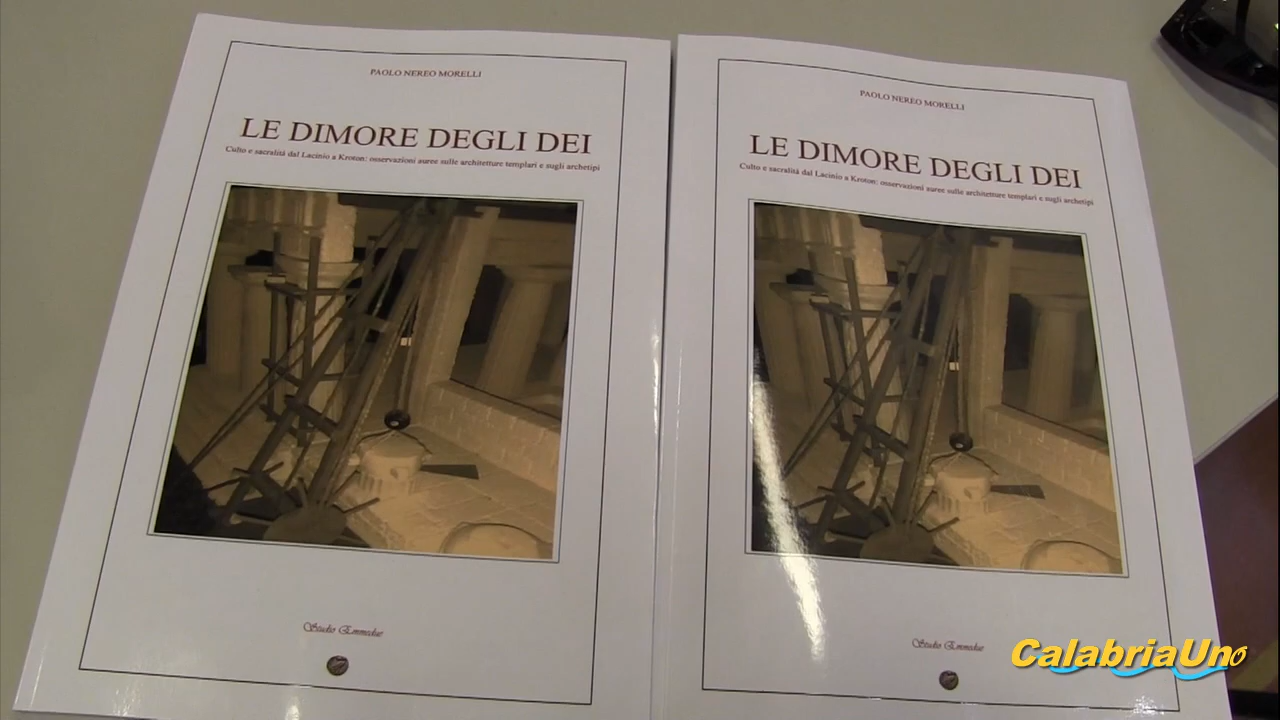 PAOLO NEREO MORELLI
LE DIMORE DEGLI DEI
Culto e sacralità dal Lacinio a Kroton: osservazioni auree sulle architetture templari e sugli archetipi
Studio Emmedue
PAOLO NEREO MORELLI
LE DIMORE DEGLI DEI
Culto e sacralità dal Lacinio a Kroton: osservazioni auree sulle architetture templari e sugli archetipi
Studio Emmedue
CalabriaUno